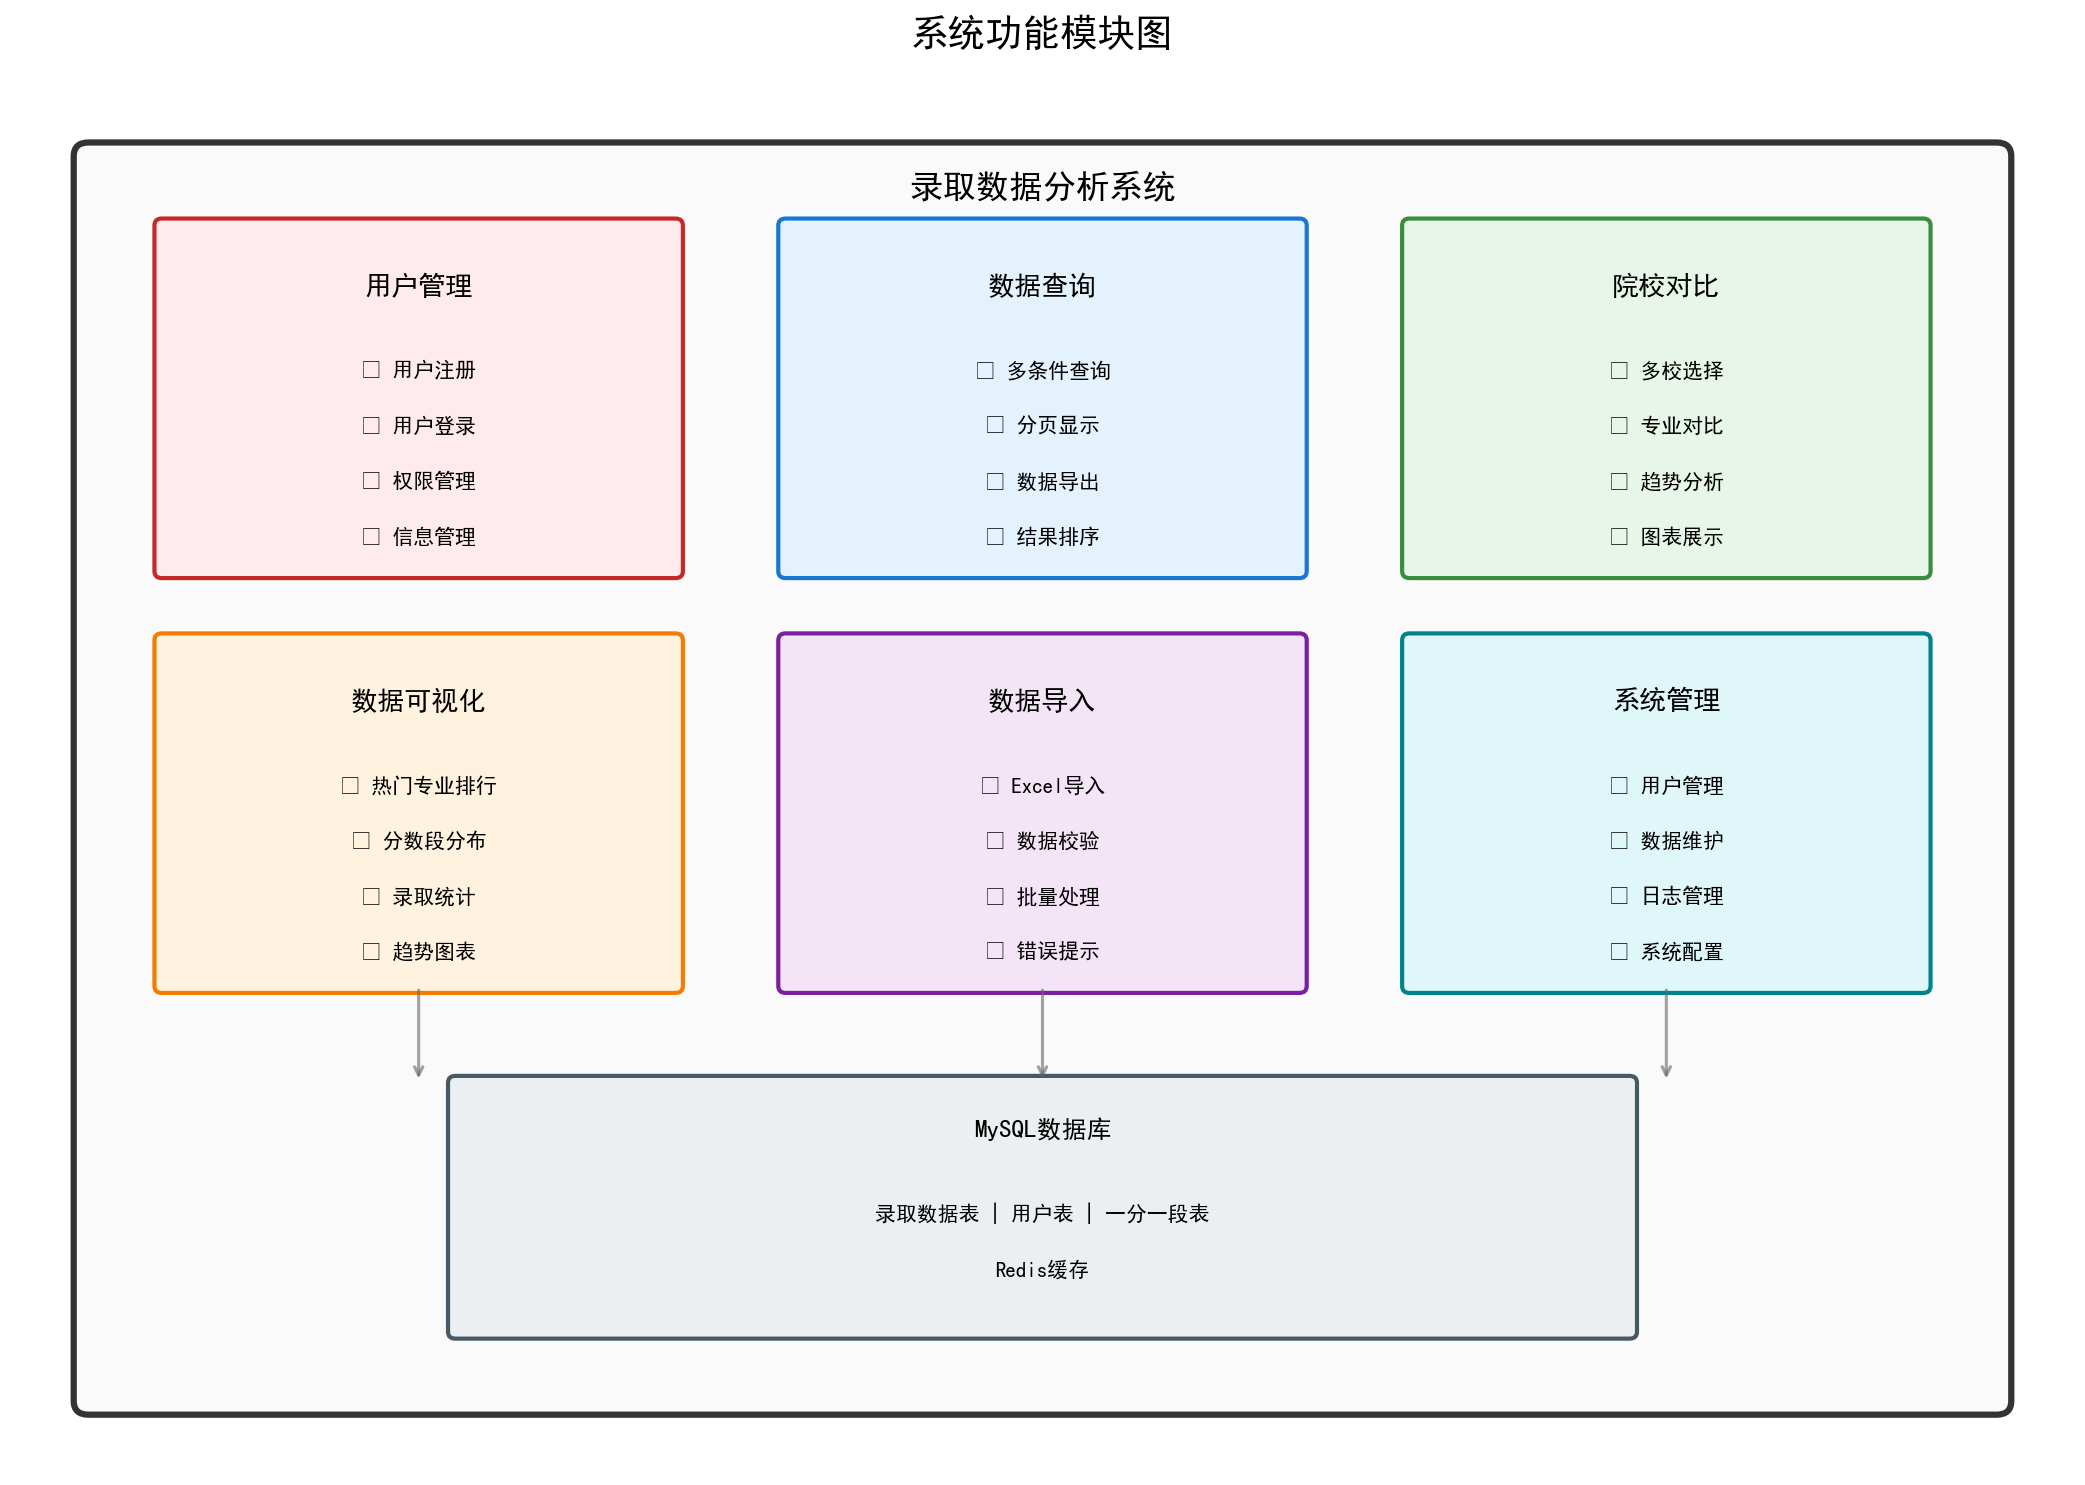 系统功能模块图
录取数据分析系统
用户管理
□ 用户注册
□ 用户登录
□ 权限管理
□ 信息管理
数据查询
□ 多条件查询
□ 分页显示
□ 数据导出
□ 结果排序
院校对比
□ 多校选择
□ 专业对比
□ 趋势分析
□ 图表展示
数据可视化
□ 热门专业排行
□ 分数段分布
□ 录取统计
□ 趋势图表
数据导入
□ Excel导入
□ 数据校验
□ 批量处理
□ 错误提示
系统管理
□ 用户管理
□ 数据维护
□ 日志管理
□ 系统配置
MySQL数据库
录取数据表 | 用户表 | 一分一段表
Redis缓存